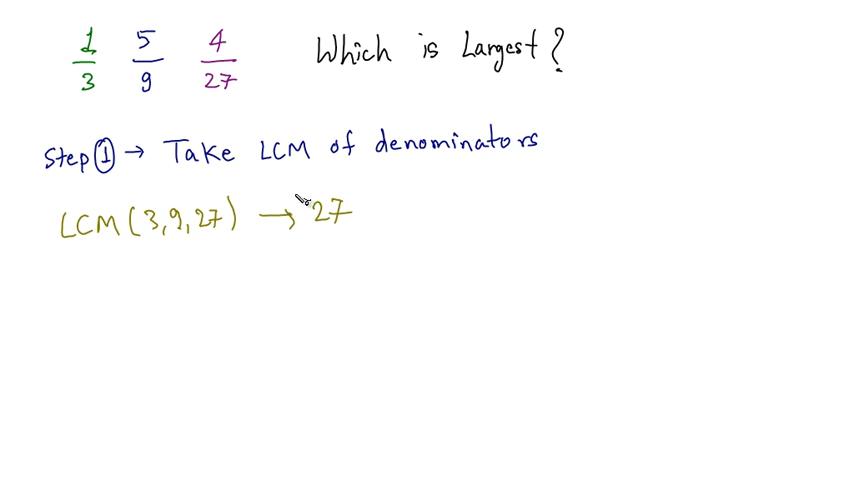 1/3 5/9 4/27 Which is Largest?
Step ① → Take LCM of denominators
LCM(3,9,27) → 27